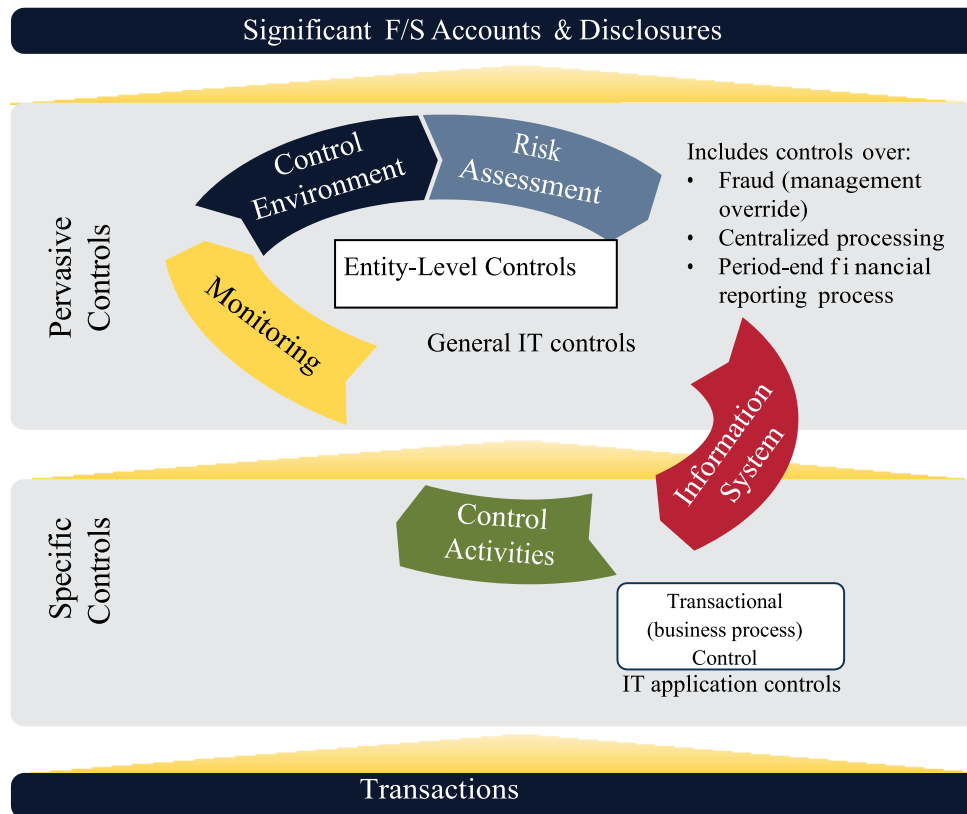 Significant F/S Accounts & Disclosures
Pervasive
Controls
Control
Environment
Risk
Assessment
Includes controls over:
• Fraud (management
override)
• Centralized processing
• Period-end f i nancial
reporting process
Entity-Level Controls
Monitoring
General IT controls
Information
System
Specific
Controls
Control
Activities
Transactional
(business process)
Control
IT application controls
Transactions